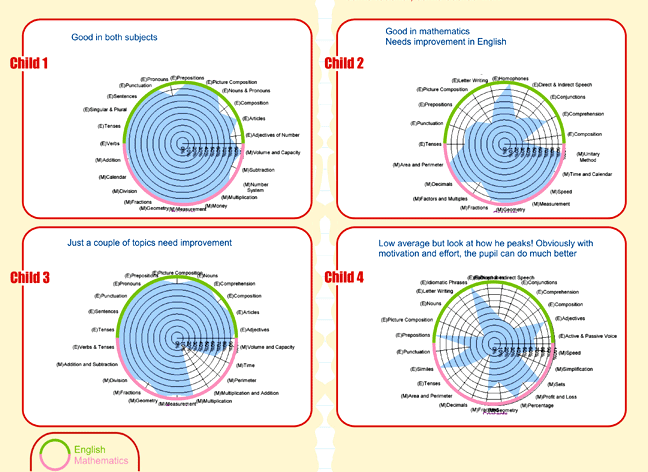 Child 1
Good in both subjects
(E)Pronouns
(E)Prepositions
(E)Punctuation
(E)Picture Composition
(E)Sentences
(E)Nouns & Pronouns
(E)Singular & Plural
(E)Composition
(E)Tenses
(E)Articles
(E)Verbs
(E)Adjectives of Number
(M)Addition
(M)Volume and Capacity
(M)Calendar
(M)Subtraction
(M)Division
(M)Number
System
(M)Fractions
(M)Multiplication
(M)Geometry
(M)Measurement
(M)Money
Child 2
Good in mathematics
Needs improvement in English
(E)Letter Writing
(E)Homophones
(E)Picture Composition
(E)Direct & Indirect Speech
(E)Prepositions
(E)Conjunctions
(E)Punctuation
(E)Comprehension
(E)Tenses
(E)Composition
(M)Area and Perimeter
(M)Unitary
Method
(M)Decimals
(M)Time and Calendar
(M)Factors and Multiples
(M)Speed
(M)Fractions
(M)Geometry
(M)Measurement
Child 3
Just a couple of topics need improvement
(E)Prepositions
(E)Picture Composition
(E)Nouns
(E)Pronouns
(E)Comprehension
(E)Punctuation
(E)Composition
(E)Sentences
(E)Articles
(E)Tenses
(E)Adjectives
(E)Verbs & Tenses
(M)Volume and Capacity
(M)Addition and Subtraction
(M)Time
(M)Division
(M)Perimeter
(M)Fractions
(M)Multiplication and Addition
(M)Geometry
(M)Measurement
(M)Multiplication
Child 4
Low average but look at how he peaks! Obviously with
motivation and effort, the pupil can do much better
(E)Idiomatic Phrases
Indirect Speech
(E)Letter Writing
(E)Conjunctions
(E)Nouns
(E)Comprehension
(E)Picture Composition
(E)Composition
(E)Prepositions
(E)Adjectives
(E)Punctuation
(E)Active & Passive Voice
(E)Similes
(M)Speed
(E)Tenses
(M)Simplification
(M)Area and Perimeter
(M)Sets
(M)Decimals
(M)Profit and Loss
(M)Geometry
(M)Percentage
English
Mathematics